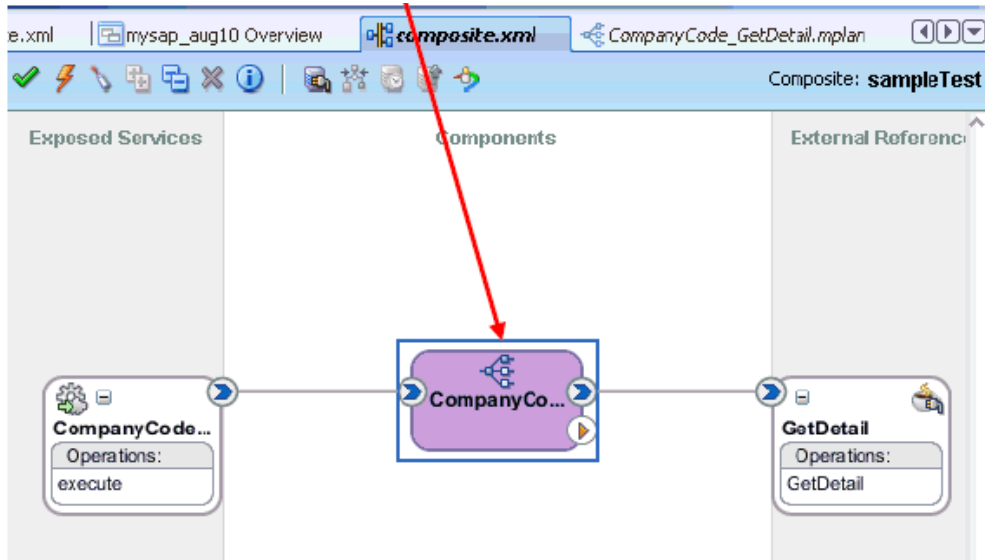 e.xml mysap_aug10 Overview composite.xml CompanyCode_GetDetail.mplan
Composite: sampleTest
Exposed Services Components External Referenc
CompanyCo...
CompanyCode...
Operations:
execute
GetDetail
Operations:
GetDetail